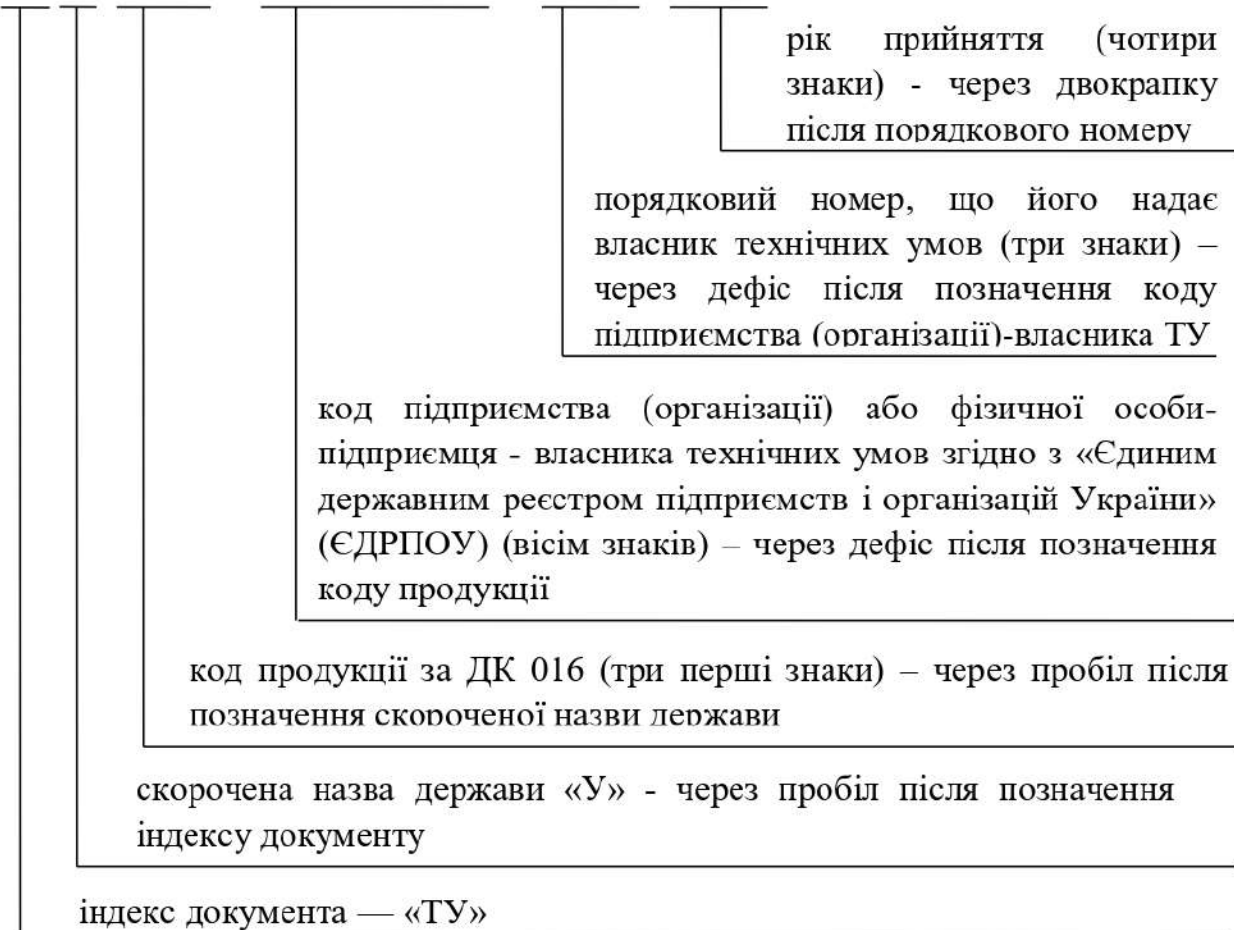 рік прийняття (чотири
знаки) - через двокрапку
після порядкового номеру
порядковий номер, що його надає
власник технічних умов (три знаки) –
через дефіс після позначення коду
підприємства (організації)-власника ТУ
код підприємства (організації) або фізичної особи-
підприємця - власника технічних умов згідно з «Єдиним
державним реєстром підприємств і організацій України»
(ЄДРПОУ) (вісім знаків) – через дефіс після позначення
коду продукції
код продукції за ДК 016 (три перші знаки) – через пробіл після
позначення скороченої назви держави
скорочена назва держави «У» - через пробіл після позначення
індексу документу
індекс документа — «ТУ»